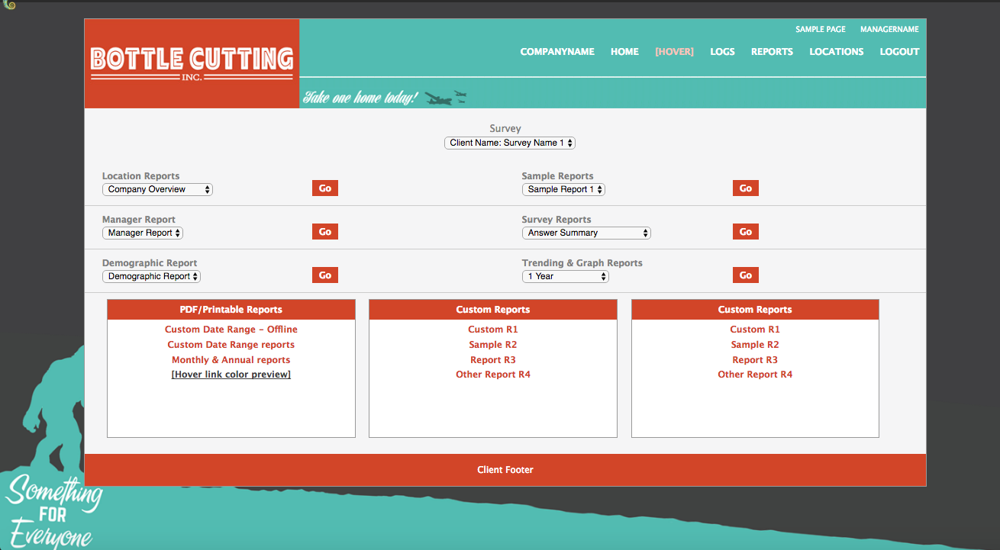 SAMPLE PAGE MANAGERNAME
BOTTLE CUTTING
INC.
COMPANYNAME HOME [HOVER] LOGS REPORTS LOCATIONS LOGOUT
Take one home today!
Survey
Client Name: Survey Name 1
Location Reports
Company Overview
Go
Sample Reports
Sample Report 1
Go
Manager Report
Manager Report
Go
Survey Reports
Answer Summary
Go
Demographic Report
Demographic Report
Go
Trending & Graph Reports
1 Year
Go
PDF/Printable Reports
Custom Date Range - Offline
Custom Date Range reports
Monthly & Annual reports
[Hover link color preview]
Custom Reports
Custom R1
Sample R2
Report R3
Other Report R4
Custom Reports
Custom R1
Sample R2
Report R3
Other Report R4
Client Footer
Something
FOR
Everyone